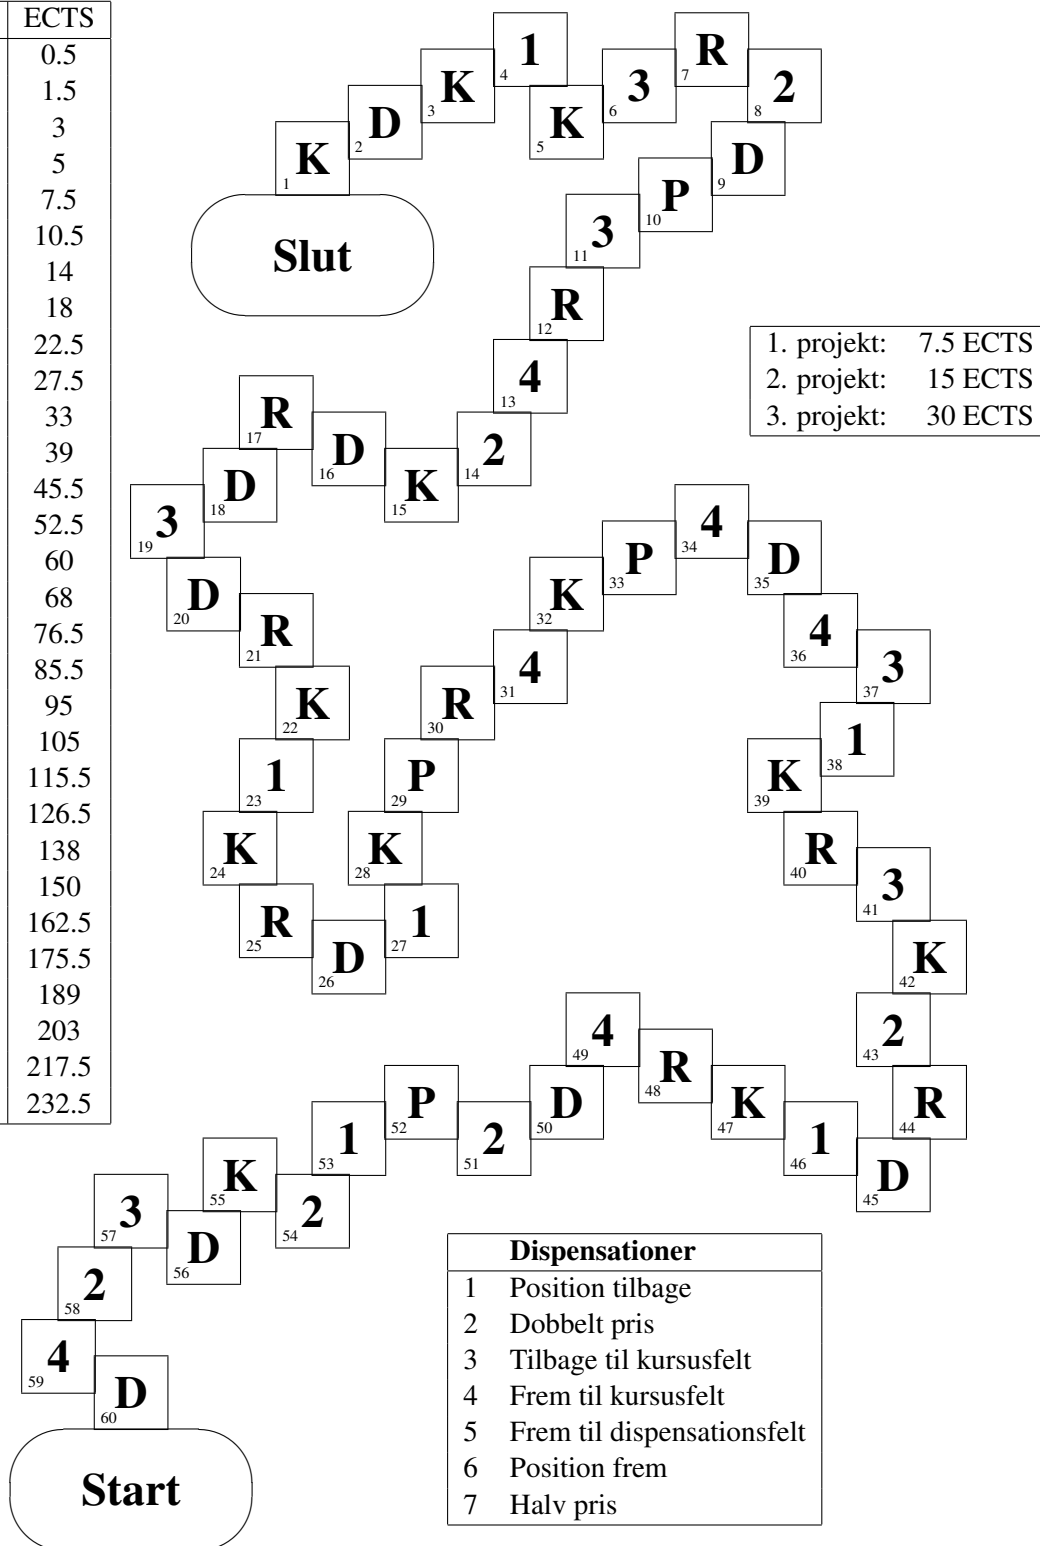 ECTS
0.5
1.5
3
5
7.5
10.5
14
18
22.5
27.5
33
39
45.5
52.5
60
68
76.5
85.5
95
105
115.5
126.5
138
150
162.5
175.5
189
203
217.5
232.5
Slut
K 1
D 2
K 3
1 4
K 5
3 6
R 7
2 8
D 9
P 10
3 11
R 12
4 13
2 14
K 15
D 16
R 17
D 18
3 19
D 20
R 21
K 22
1 23
K 24
R 25
D 26
1 27
K 28
P 29
R 30
4 31
K 32
P 33
4 34
D 35
4 36
3 37
1 38
K 39
R 40
3 41
K 42
2 43
R 44
D 45
1 46
K 47
R 48
4 49
D 50
2 51
P 52
1 53
2 54
K 55
D 56
3 57
2 58
4 59
D 60
Start
1. projekt: 7.5 ECTS
2. projekt: 15 ECTS
3. projekt: 30 ECTS
Dispensationer
1 Position tilbage
2 Dobbelt pris
3 Tilbage til kursusfelt
4 Frem til kursusfelt
5 Frem til dispensationsfelt
6 Position frem
7 Halv pris